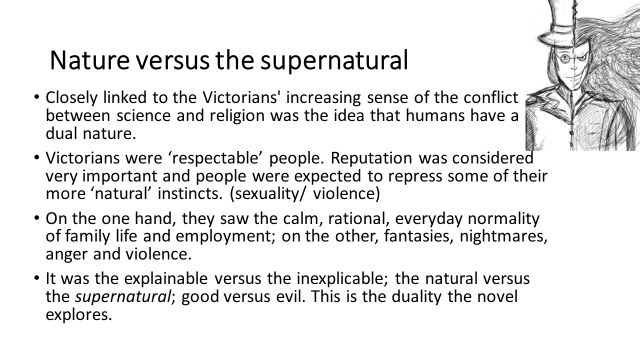 Nature versus the supernatural
• Closely linked to the Victorians' increasing sense of the conflict
between science and religion was the idea that humans have a
dual nature.
• Victorians were ‘respectable’ people. Reputation was considered
very important and people were expected to repress some of their
more ‘natural’ instincts. (sexuality/ violence)
• On the one hand, they saw the calm, rational, everyday normality
of family life and employment; on the other, fantasies, nightmares,
anger and violence.
• It was the explainable versus the inexplicable; the natural versus
the supernatural; good versus evil. This is the duality the novel
explores.